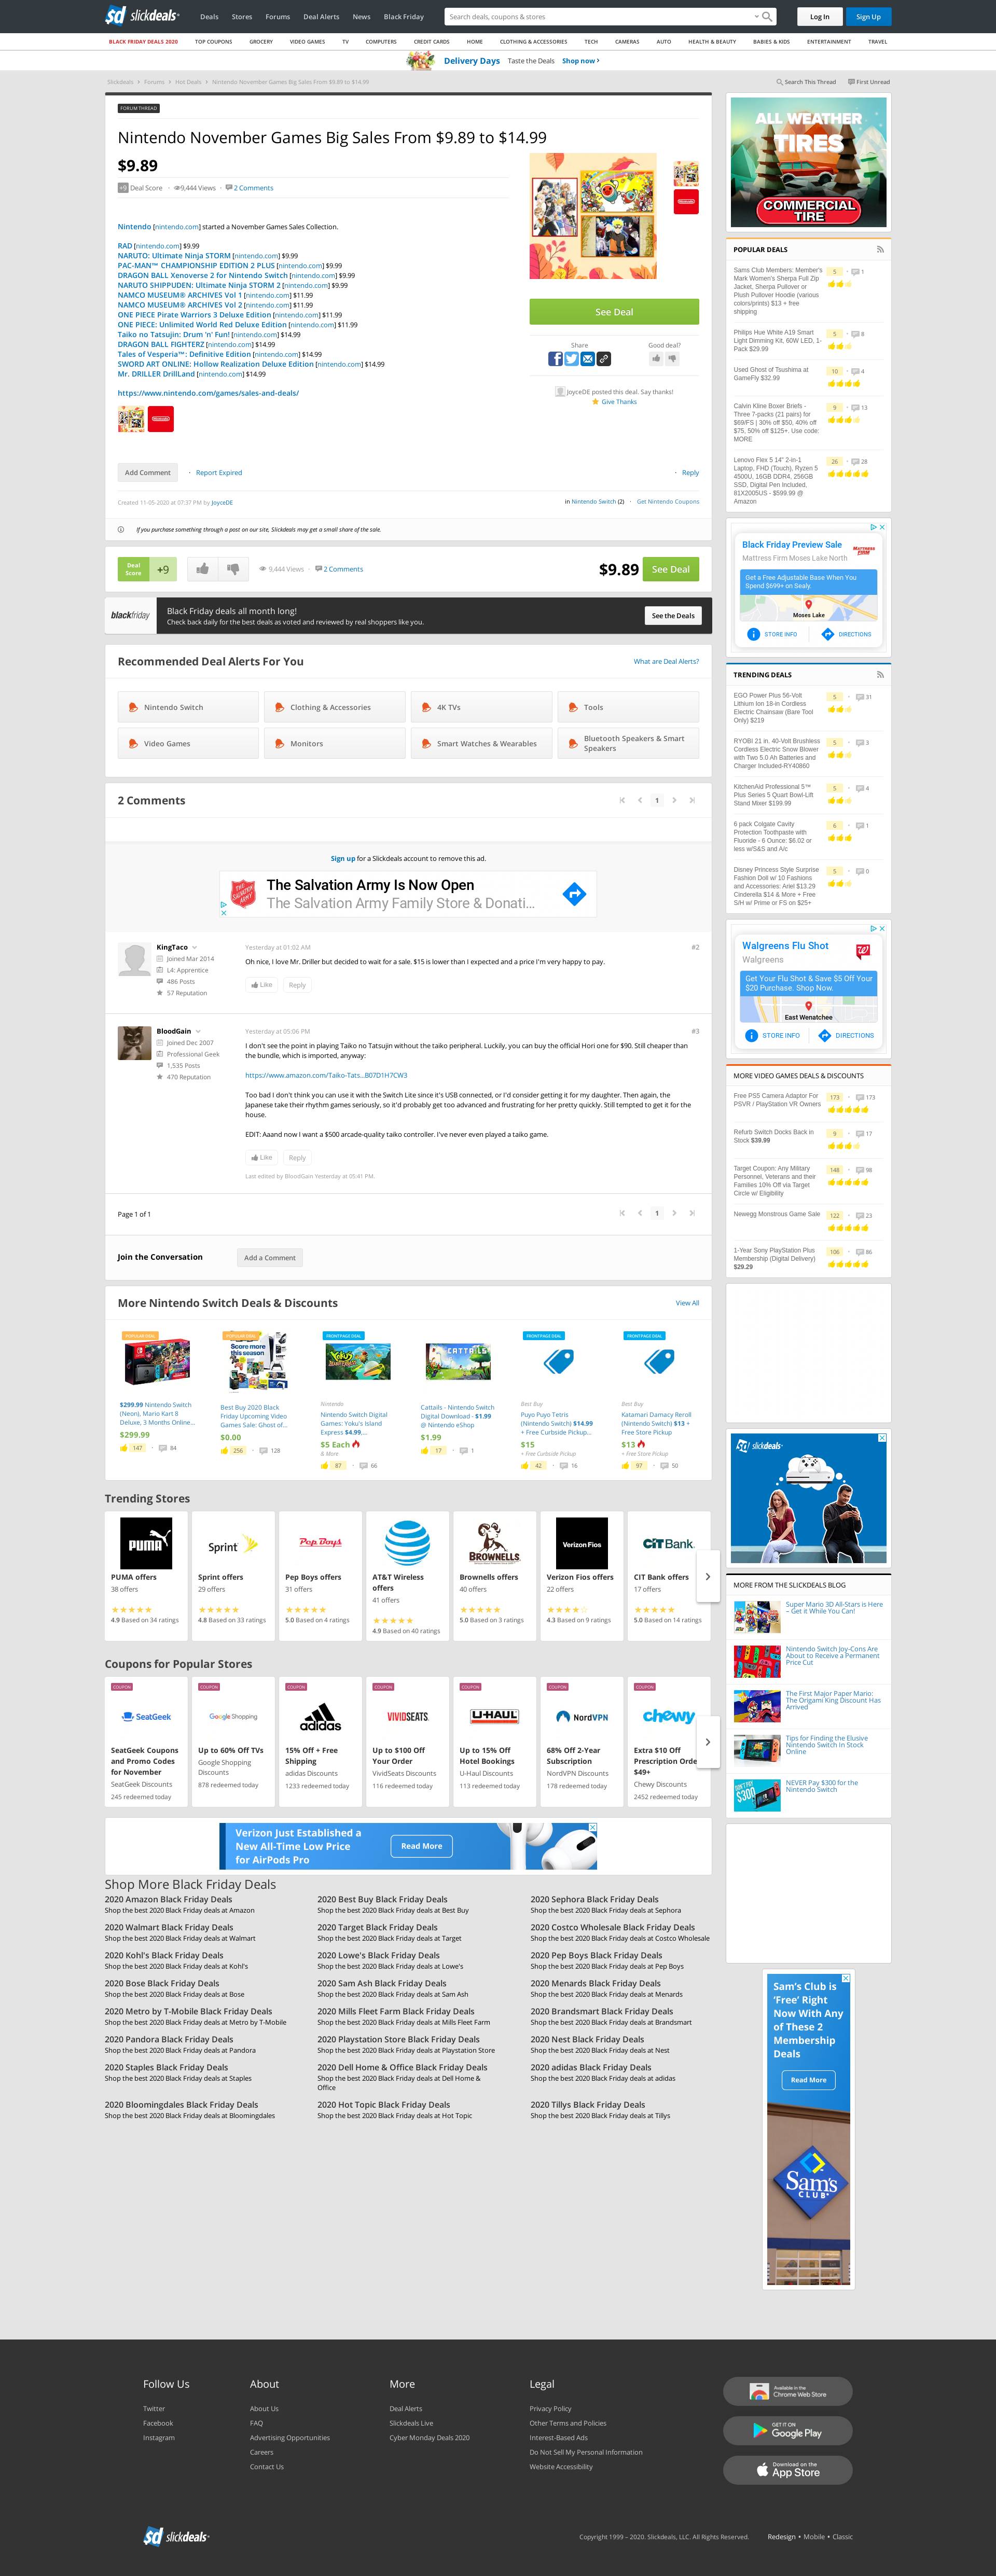 slickdeals
Deals Stores Forums Deal Alerts News Black Friday
Search deals, coupons & stores
Log In Sign Up
BLACK FRIDAY DEALS 2020 TOP COUPONS GROCERY VIDEO GAMES TV COMPUTERS CREDIT CARDS HOME CLOTHING & ACCESSORIES TECH CAMERAS AUTO HEALTH & BEAUTY BABIES & KIDS ENTERTAINMENT TRAVEL
Delivery Days Taste the Deals Shop now ›
Slickdeals › Forums › Hot Deals › Nintendo November Games Big Sales From $9.89 to $14.99
Search This Thread First Unread
FORUM THREAD
Nintendo November Games Big Sales From $9.89 to $14.99
$9.89
+9 Deal Score · 9,444 Views · 2 Comments
Nintendo [nintendo.com] started a November Games Sales Collection.
RAD [nintendo.com] $9.99
NARUTO: Ultimate Ninja STORM [nintendo.com] $9.99
PAC-MAN™ CHAMPIONSHIP EDITION 2 PLUS [nintendo.com] $9.99
DRAGON BALL Xenoverse 2 for Nintendo Switch [nintendo.com] $9.99
NARUTO SHIPPUDEN: Ultimate Ninja STORM 2 [nintendo.com] $9.99
NAMCO MUSEUM® ARCHIVES Vol 1 [nintendo.com] $11.99
NAMCO MUSEUM® ARCHIVES Vol 2 [nintendo.com] $11.99
ONE PIECE Pirate Warriors 3 Deluxe Edition [nintendo.com] $11.99
ONE PIECE: Unlimited World Red Deluxe Edition [nintendo.com] $11.99
Taiko no Tatsujin: Drum 'n' Fun! [nintendo.com] $14.99
DRAGON BALL FIGHTERZ [nintendo.com] $14.99
Tales of Vesperia™: Definitive Edition [nintendo.com] $14.99
SWORD ART ONLINE: Hollow Realization Deluxe Edition [nintendo.com] $14.99
Mr. DRILLER DrillLand [nintendo.com] $14.99
https://www.nintendo.com/games/sales-and-deals/
See Deal
Share Good deal?
JoyceDE posted this deal. Say thanks!
Give Thanks
Add Comment · Report Expired · Reply
Created 11-05-2020 at 07:37 PM by JoyceDE
in Nintendo Switch (2) · Get Nintendo Coupons
If you purchase something through a post on our site, Slickdeals may get a small share of the sale.
Deal Score +9
9,444 Views · 2 Comments
$9.89 See Deal
blackfriday
Black Friday deals all month long!
Check back daily for the best deals as voted and reviewed by real shoppers like you.
See the Deals
Recommended Deal Alerts For You
What are Deal Alerts?
Nintendo Switch
Clothing & Accessories
4K TVs
Tools
Video Games
Monitors
Smart Watches & Wearables
Bluetooth Speakers & Smart Speakers
2 Comments
1
Sign up for a Slickdeals account to remove this ad.
The Salvation Army Is Now Open
The Salvation Army Family Store & Donati...
KingTaco
Joined Mar 2014
L4: Apprentice
486 Posts
57 Reputation
Yesterday at 01:02 AM
#2
Oh nice, I love Mr. Driller but decided to wait for a sale. $15 is lower than I expected and a price I'm very happy to pay.
Like Reply
BloodGain
Joined Dec 2007
Professional Geek
1,535 Posts
470 Reputation
Yesterday at 05:06 PM
#3
I don't see the point in playing Taiko no Tatsujin without the taiko peripheral. Luckily, you can buy the official Hori one for $90. Still cheaper than
the bundle, which is imported, anyway:
https://www.amazon.com/Taiko-Tats...B07D1H7CW3
Too bad I don't think you can use it with the Switch Lite since it's USB connected, or I'd consider getting it for my daughter. Then again, the
Japanese take their rhythm games seriously, so it'd probably get too advanced and frustrating for her pretty quickly. Still tempted to get it for the
house.
EDIT: Aaand now I want a $500 arcade-quality taiko controller. I've never even played a taiko game.
Like Reply
Last edited by BloodGain Yesterday at 05:41 PM.
Page 1 of 1
1
Join the Conversation
Add a Comment
More Nintendo Switch Deals & Discounts
View All
POPULAR DEAL
$299.99 Nintendo Switch (Neon), Mario Kart 8 Deluxe, 3 Months Online...
$299.99
147 · 84
POPULAR DEAL
Score more this season
Best Buy 2020 Black Friday Upcoming Video Games Sale: Ghost of...
$0.00
256 · 128
FRONTPAGE DEAL
Nintendo
Nintendo Switch Digital Games: Yoku's Island Express $4.99,...
$5 Each
& More
87 · 66
CATTAILS
Cattails - Nintendo Switch Digital Download - $1.99 @ Nintendo eShop
$1.99
17 · 1
FRONTPAGE DEAL
Best Buy
Puyo Puyo Tetris (Nintendo Switch) $14.99 + Free Curbside Pickup...
$15
+ Free Curbside Pickup
42 · 16
FRONTPAGE DEAL
Best Buy
Katamari Damacy Reroll (Nintendo Switch) $13 + Free Store Pickup
$13
+ Free Store Pickup
97 · 50
Trending Stores
PUMA
PUMA offers
38 offers
4.9 Based on 34 ratings
Sprint
Sprint offers
29 offers
4.8 Based on 33 ratings
Pep Boys
Pep Boys offers
31 offers
5.0 Based on 4 ratings
AT&T Wireless offers
41 offers
4.9 Based on 40 ratings
BROWNELLS
Brownells offers
40 offers
5.0 Based on 3 ratings
Verizon Fios
Verizon Fios offers
22 offers
4.3 Based on 9 ratings
CIT BANK
CIT Bank offers
17 offers
5.0 Based on 14 ratings
Coupons for Popular Stores
COUPON
SeatGeek
SeatGeek Coupons and Promo Codes for November
SeatGeek Discounts
245 redeemed today
COUPON
Google Shopping
Up to 60% Off TVs
Google Shopping Discounts
878 redeemed today
COUPON
adidas
15% Off + Free Shipping
adidas Discounts
1233 redeemed today
COUPON
VIVID SEATS
Up to $100 Off Your Order
VividSeats Discounts
116 redeemed today
COUPON
U-HAUL
Up to 15% Off Hotel Bookings
U-Haul Discounts
113 redeemed today
COUPON
NordVPN
68% Off 2-Year Subscription
NordVPN Discounts
178 redeemed today
COUPON
chewy
Extra $10 Off Prescription Orde $49+
Chewy Discounts
2452 redeemed today
Verizon Just Established a
New All-Time Low Price
for AirPods Pro
Read More
Shop More Black Friday Deals
2020 Amazon Black Friday Deals
Shop the best 2020 Black Friday deals at Amazon
2020 Best Buy Black Friday Deals
Shop the best 2020 Black Friday deals at Best Buy
2020 Sephora Black Friday Deals
Shop the best 2020 Black Friday deals at Sephora
2020 Walmart Black Friday Deals
Shop the best 2020 Black Friday deals at Walmart
2020 Target Black Friday Deals
Shop the best 2020 Black Friday deals at Target
2020 Costco Wholesale Black Friday Deals
Shop the best 2020 Black Friday deals at Costco Wholesale
2020 Kohl's Black Friday Deals
Shop the best 2020 Black Friday deals at Kohl's
2020 Lowe's Black Friday Deals
Shop the best 2020 Black Friday deals at Lowe's
2020 Pep Boys Black Friday Deals
Shop the best 2020 Black Friday deals at Pep Boys
2020 Bose Black Friday Deals
Shop the best 2020 Black Friday deals at Bose
2020 Sam Ash Black Friday Deals
Shop the best 2020 Black Friday deals at Sam Ash
2020 Menards Black Friday Deals
Shop the best 2020 Black Friday deals at Menards
2020 Metro by T-Mobile Black Friday Deals
Shop the best 2020 Black Friday deals at Metro by T-Mobile
2020 Mills Fleet Farm Black Friday Deals
Shop the best 2020 Black Friday deals at Mills Fleet Farm
2020 Brandsmart Black Friday Deals
Shop the best 2020 Black Friday deals at Brandsmart
2020 Pandora Black Friday Deals
Shop the best 2020 Black Friday deals at Pandora
2020 Playstation Store Black Friday Deals
Shop the best 2020 Black Friday deals at Playstation Store
2020 Nest Black Friday Deals
Shop the best 2020 Black Friday deals at Nest
2020 Staples Black Friday Deals
Shop the best 2020 Black Friday deals at Staples
2020 Dell Home & Office Black Friday Deals
Shop the best 2020 Black Friday deals at Dell Home & Office
2020 adidas Black Friday Deals
Shop the best 2020 Black Friday deals at adidas
2020 Bloomingdales Black Friday Deals
Shop the best 2020 Black Friday deals at Bloomingdales
2020 Hot Topic Black Friday Deals
Shop the best 2020 Black Friday deals at Hot Topic
2020 Tillys Black Friday Deals
Shop the best 2020 Black Friday deals at Tillys
ALL WEATHER
TIRES
COMMERCIAL
TIRE
POPULAR DEALS
Sams Club Members: Member's Mark Women's Sherpa Full Zip Jacket, Sherpa Pullover or Plush Pullover Hoodie (various colors/prints) $13 + free shipping
5 · 1
Philips Hue White A19 Smart Light Dimming Kit, 60W LED, 1-Pack $29.99
5 · 8
Used Ghost of Tsushima at GameFly $32.99
10 · 4
Calvin Kline Boxer Briefs - Three 7-packs (21 pairs) for $69/FS | 30% off $50, 40% off $75, 50% off $125+. Use code: MORE
9 · 13
Lenovo Flex 5 14" 2-in-1 Laptop, FHD (Touch), Ryzen 5 4500U, 16GB DDR4, 256GB SSD, Digital Pen Included, 81X20005US - $599.99 @ Amazon
26 · 28
Black Friday Preview Sale
Mattress Firm Moses Lake North
MATTRESS FIRM
Get a Free Adjustable Base When You
Spend $699+ on Sealy.
Moses Lake
STORE INFO DIRECTIONS
TRENDING DEALS
EGO Power Plus 56-Volt Lithium Ion 18-in Cordless Electric Chainsaw (Bare Tool Only) $219
5 · 31
RYOBI 21 in. 40-Volt Brushless Cordless Electric Snow Blower with Two 5.0 Ah Batteries and Charger Included-RY40860
5 · 3
KitchenAid Professional 5™ Plus Series 5 Quart Bowl-Lift Stand Mixer $199.99
5 · 4
6 pack Colgate Cavity Protection Toothpaste with Fluoride - 6 Ounce: $6.02 or less w/S&S and A/c
6 · 1
Disney Princess Style Surprise Fashion Doll w/ 10 Fashions and Accessories: Ariel $13.29 Cinderella $14 & More + Free S/H w/ Prime or FS on $25+
5 · 0
Walgreens Flu Shot
Walgreens
Get Your Flu Shot & Save $5 Off Your
$20 Purchase. Shop Now.
East Wenatchee
STORE INFO DIRECTIONS
MORE VIDEO GAMES DEALS & DISCOUNTS
Free PS5 Camera Adaptor For PSVR / PlayStation VR Owners
173 · 173
Refurb Switch Docks Back in Stock $39.99
9 · 17
Target Coupon: Any Military Personnel, Veterans and their Families 10% Off via Target Circle w/ Eligibility
148 · 98
Newegg Monstrous Game Sale
122 · 23
1-Year Sony PlayStation Plus Membership (Digital Delivery) $29.29
106 · 86
slickdeals
MORE FROM THE SLICKDEALS BLOG
Super Mario 3D All-Stars is Here – Get it While You Can!
Nintendo Switch Joy-Cons Are About to Receive a Permanent Price Cut
The First Major Paper Mario: The Origami King Discount Has Arrived
Tips for Finding the Elusive Nintendo Switch In Stock Online
DON'T PAY $300
NEVER Pay $300 for the Nintendo Switch
Sam's Club is
'Free' Right
Now With Any
of These 2
Membership
Deals
Read More
Sam's
CLUB
Follow Us
Twitter
Facebook
Instagram
About
About Us
FAQ
Advertising Opportunities
Careers
Contact Us
More
Deal Alerts
Slickdeals Live
Cyber Monday Deals 2020
Legal
Privacy Policy
Other Terms and Policies
Interest-Based Ads
Do Not Sell My Personal Information
Website Accessibility
Available in the
Chrome Web Store
GET IT ON
Google Play
Download on the
App Store
slickdeals
Copyright 1999 – 2020. Slickdeals, LLC. All Rights Reserved. Redesign • Mobile • Classic